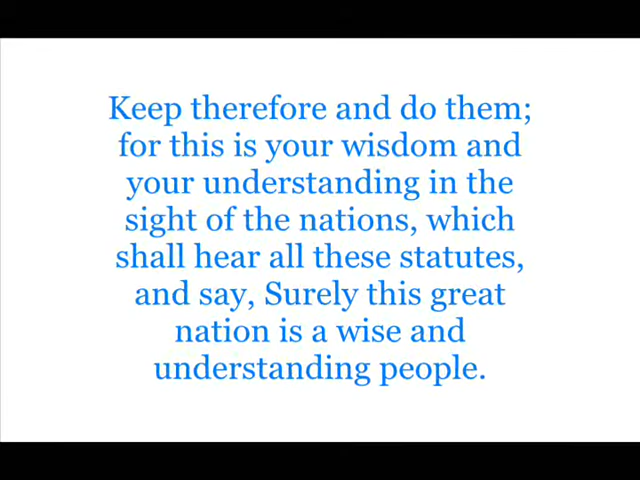 Keep therefore and do them;
for this is your wisdom and
your understanding in the
sight of the nations, which
shall hear all these statutes,
and say, Surely this great
nation is a wise and
understanding people.